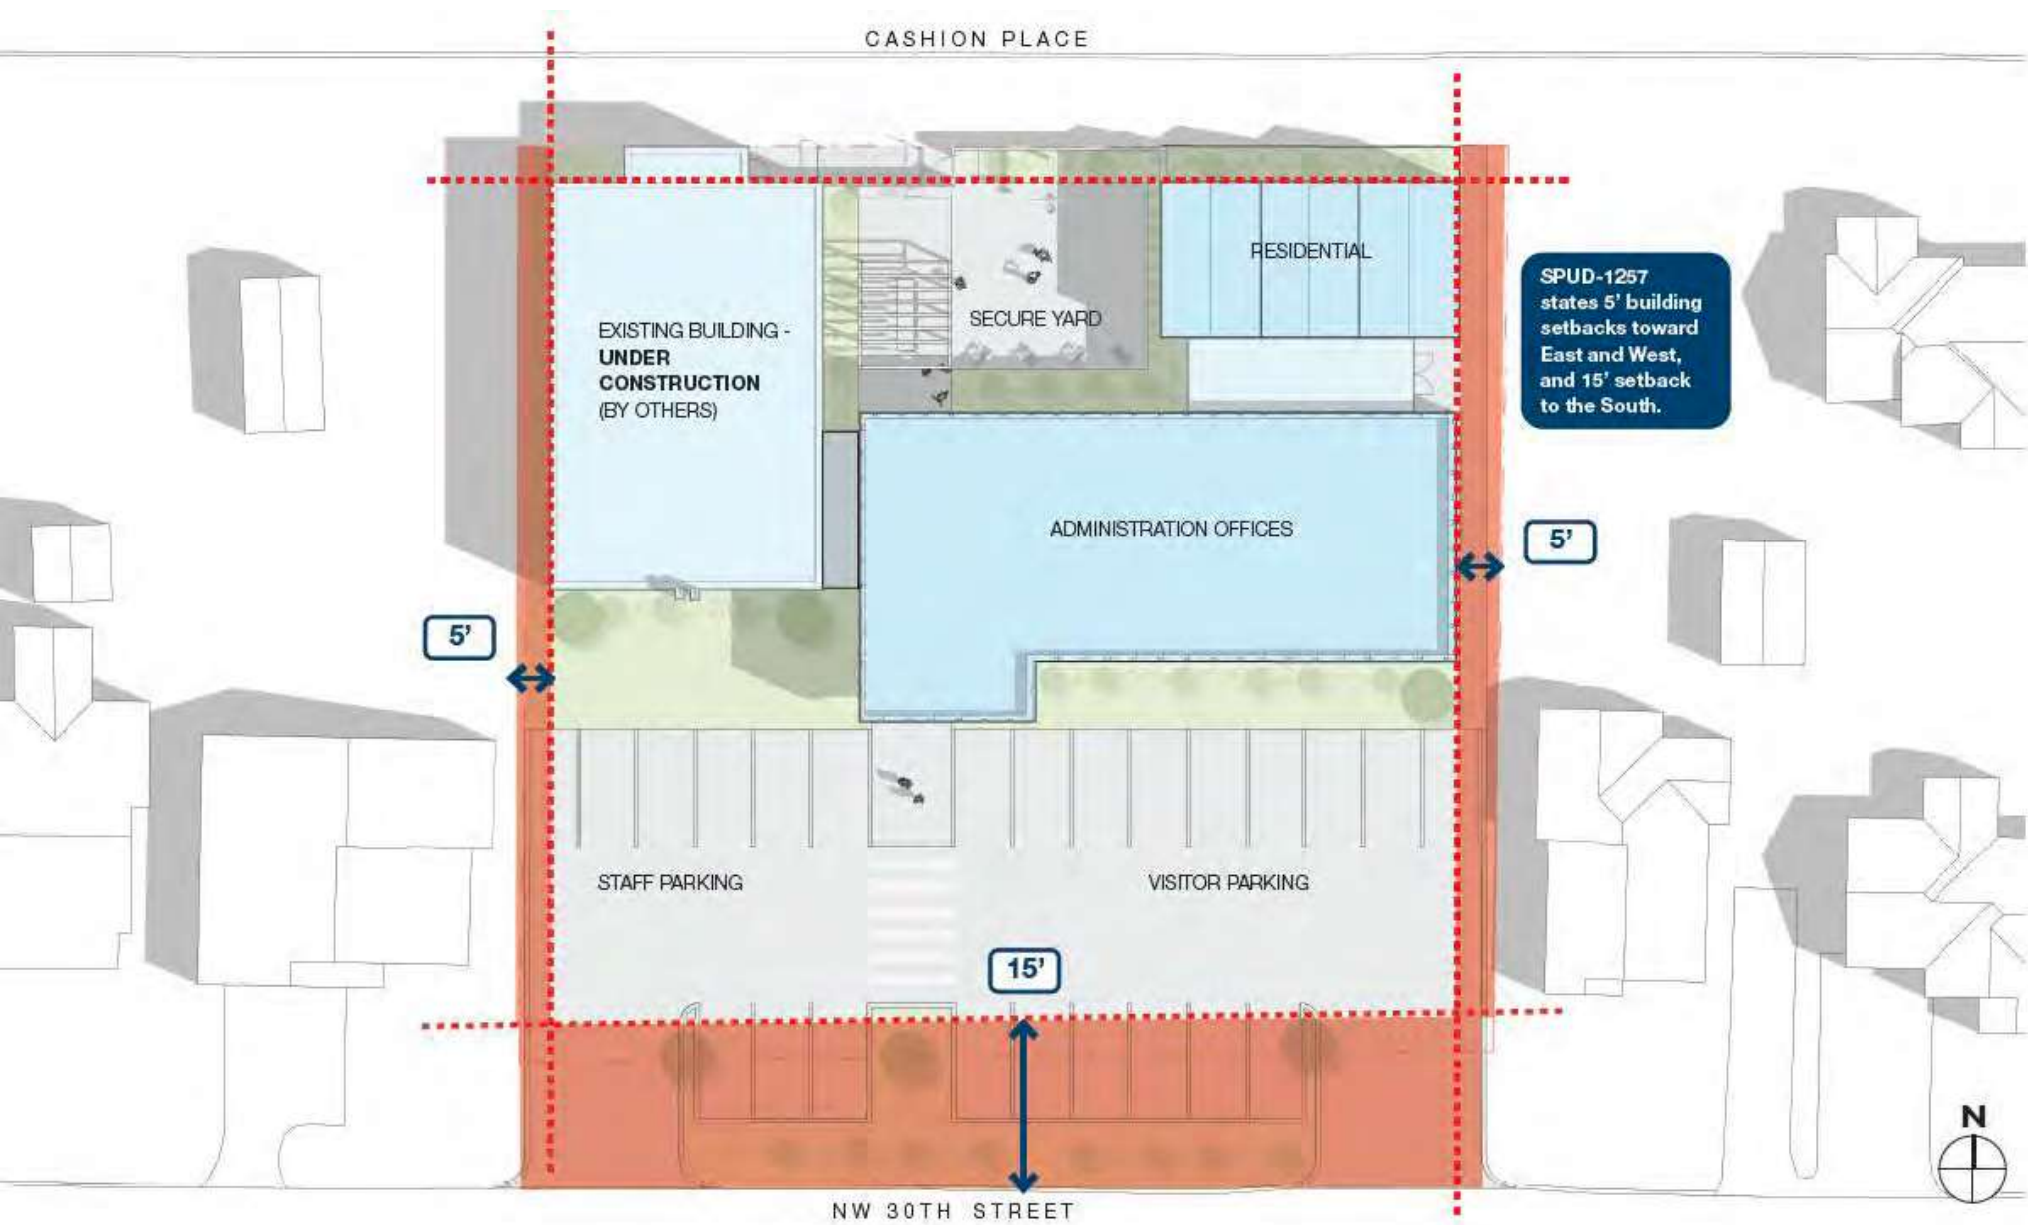 CASHION PLACE
RESIDENTIAL
SPUD-1257
states 5’ building
setbacks toward
East and West,
and 15’ setback
to the South.
EXISTING BUILDING -
UNDER
CONSTRUCTION
(BY OTHERS)
SECURE YARD
ADMINISTRATION OFFICES
5’
5’
STAFF PARKING
VISITOR PARKING
15’
N
NW 30TH STREET